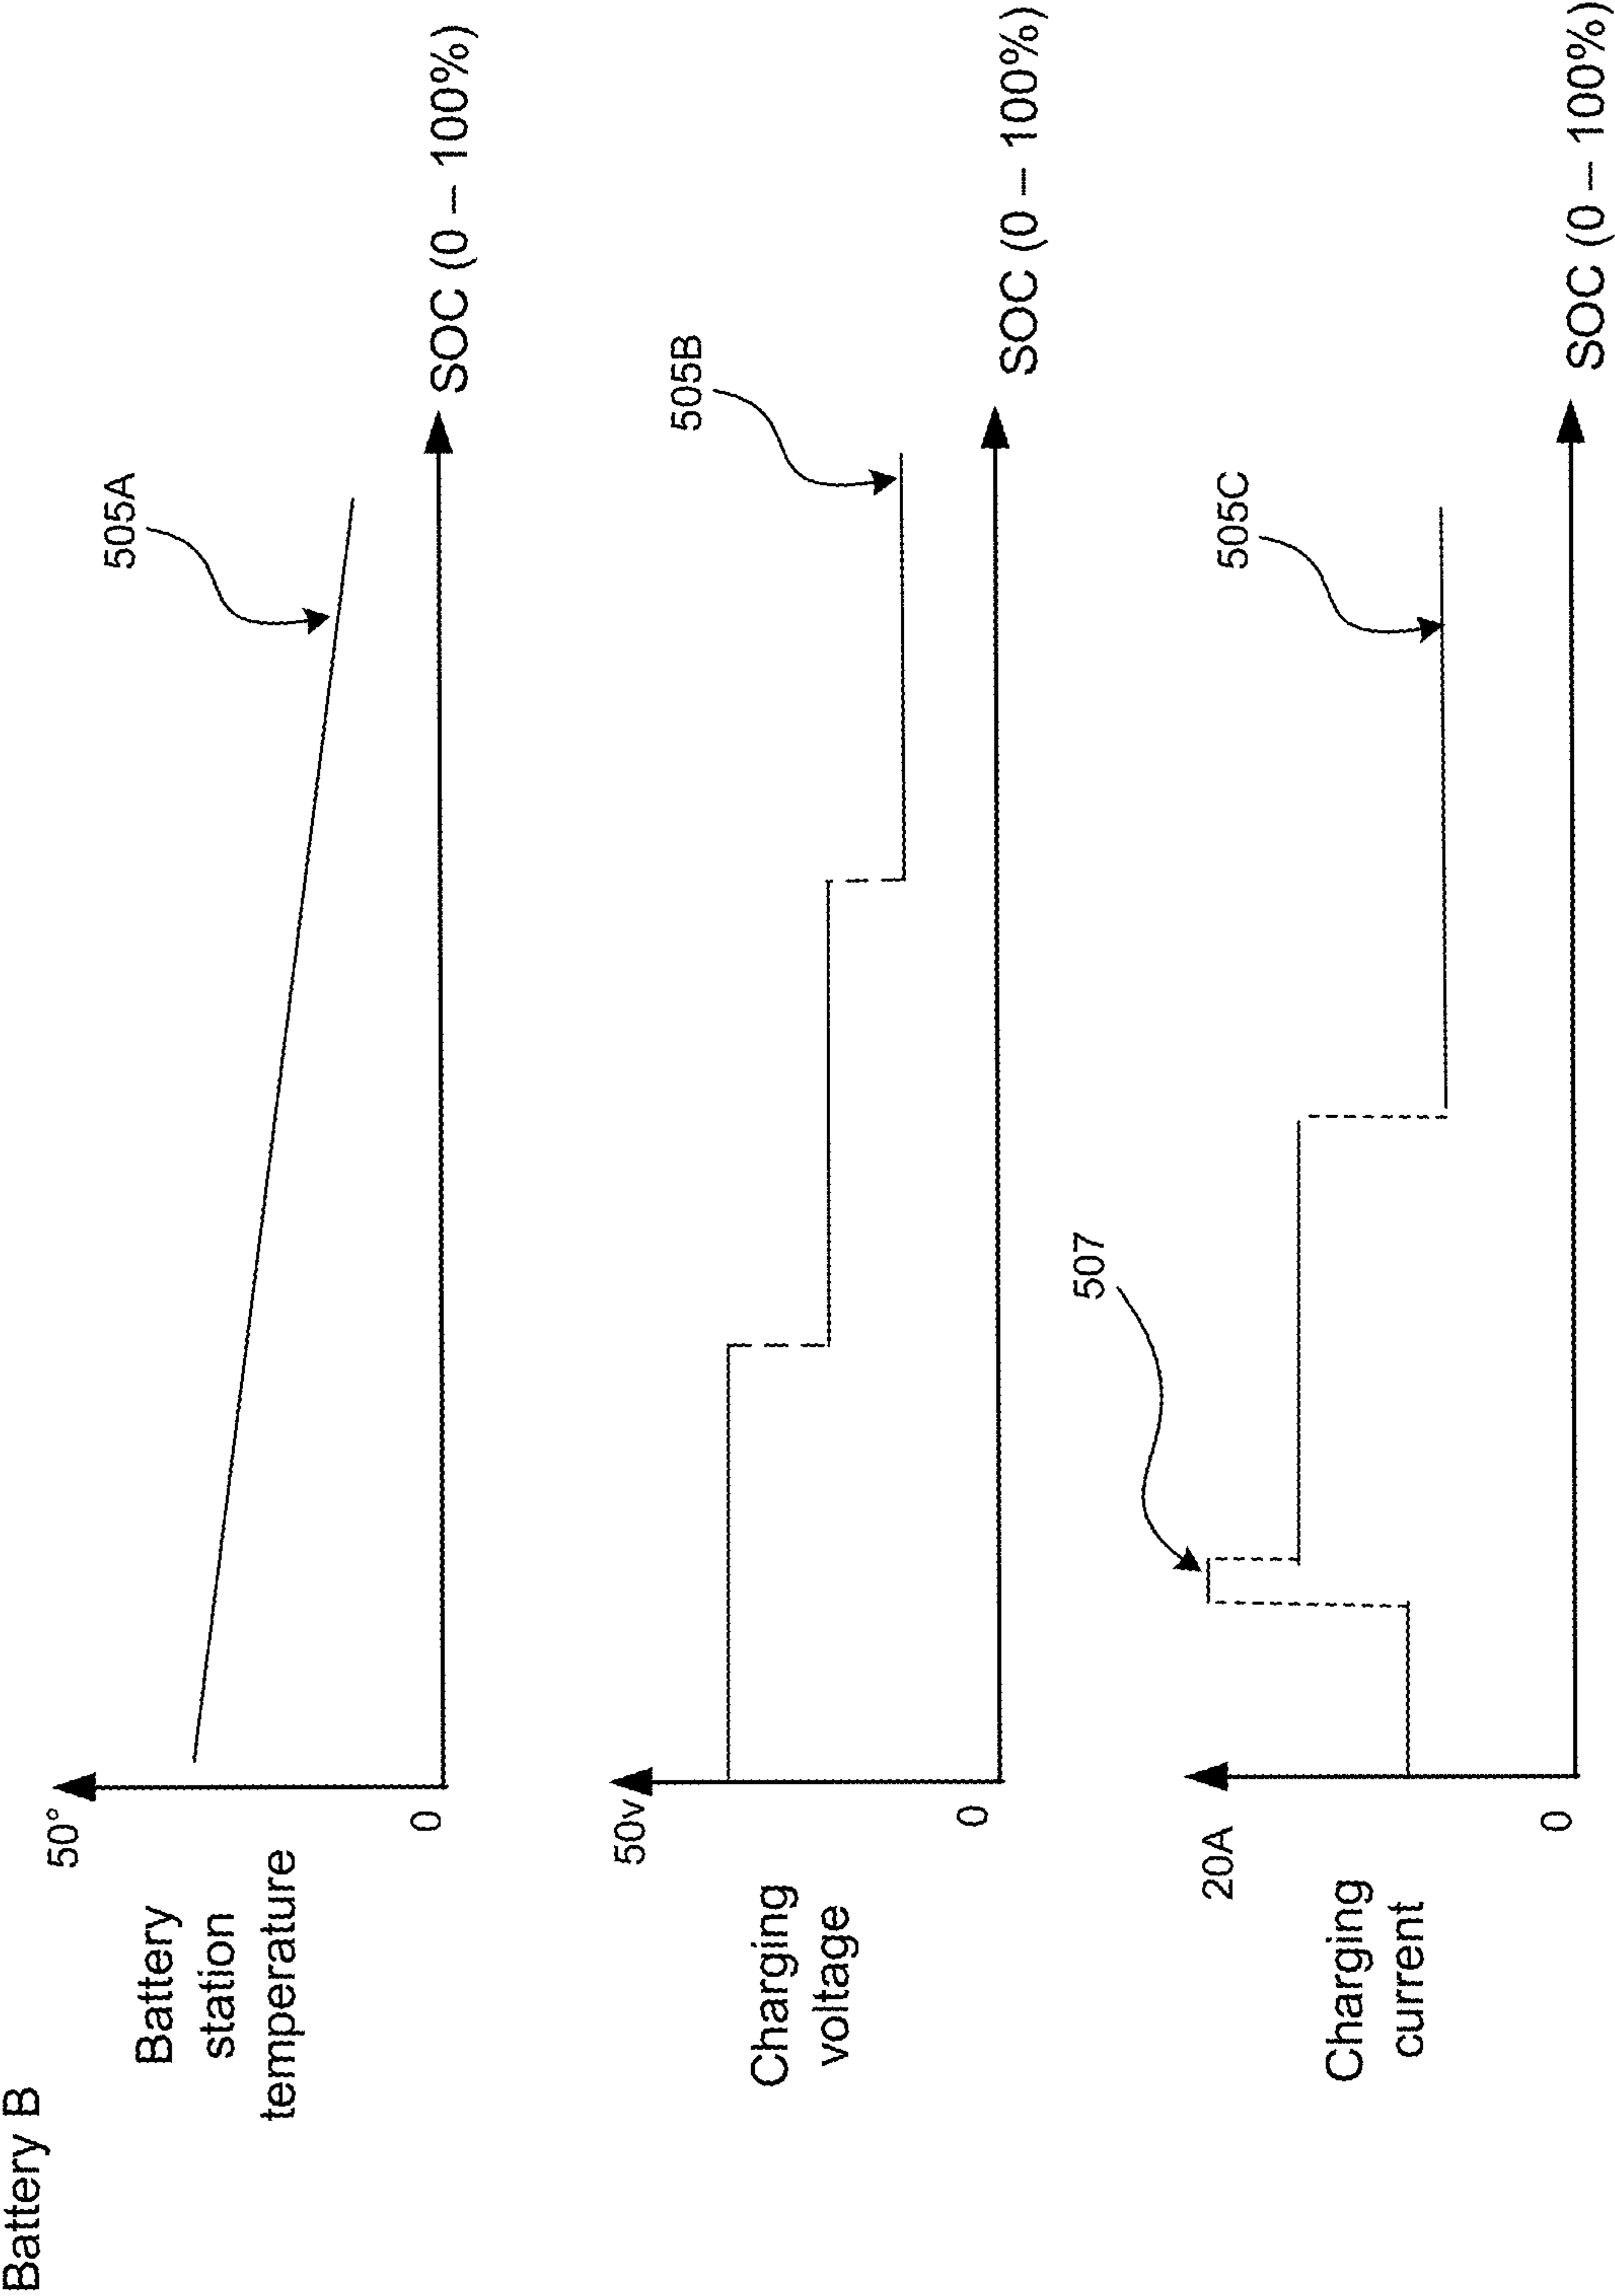 Battery B
50°
Battery
station
temperature
0
SOC (0 – 100%)
505A
50v
Charging
voltage
0
SOC (0 – 100%)
505B
20A
Charging
current
0
SOC (0 – 100%)
507
505C